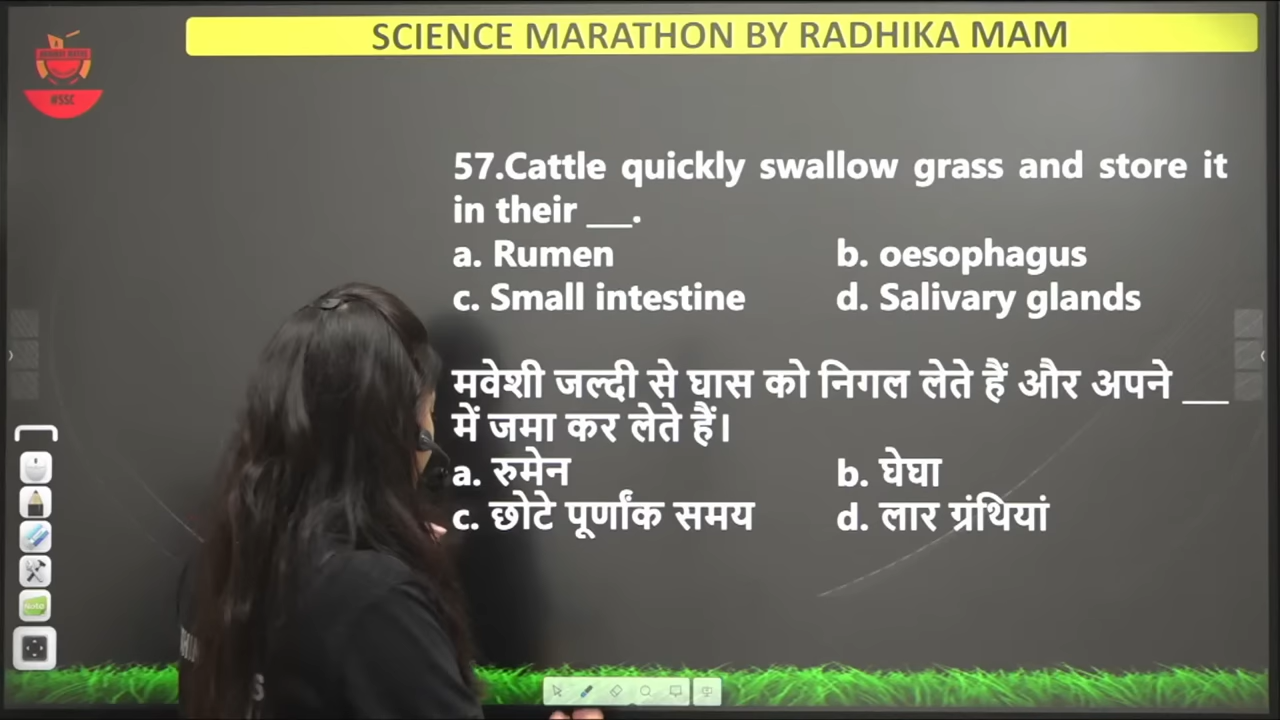 SCIENCE MARATHON BY RADHIKA MAM
#SSC
57.Cattle quickly swallow grass and store it
in their ___.
a. Rumen b. oesophagus
c. Small intestine d. Salivary glands
मवेशी जल्दी से घास को निगल लेते हैं और अपने ___
में जमा कर लेते हैं।
a. रुमेन b. घेघा
c. छोटे पूर्णांक समय d. लार ग्रंथियां